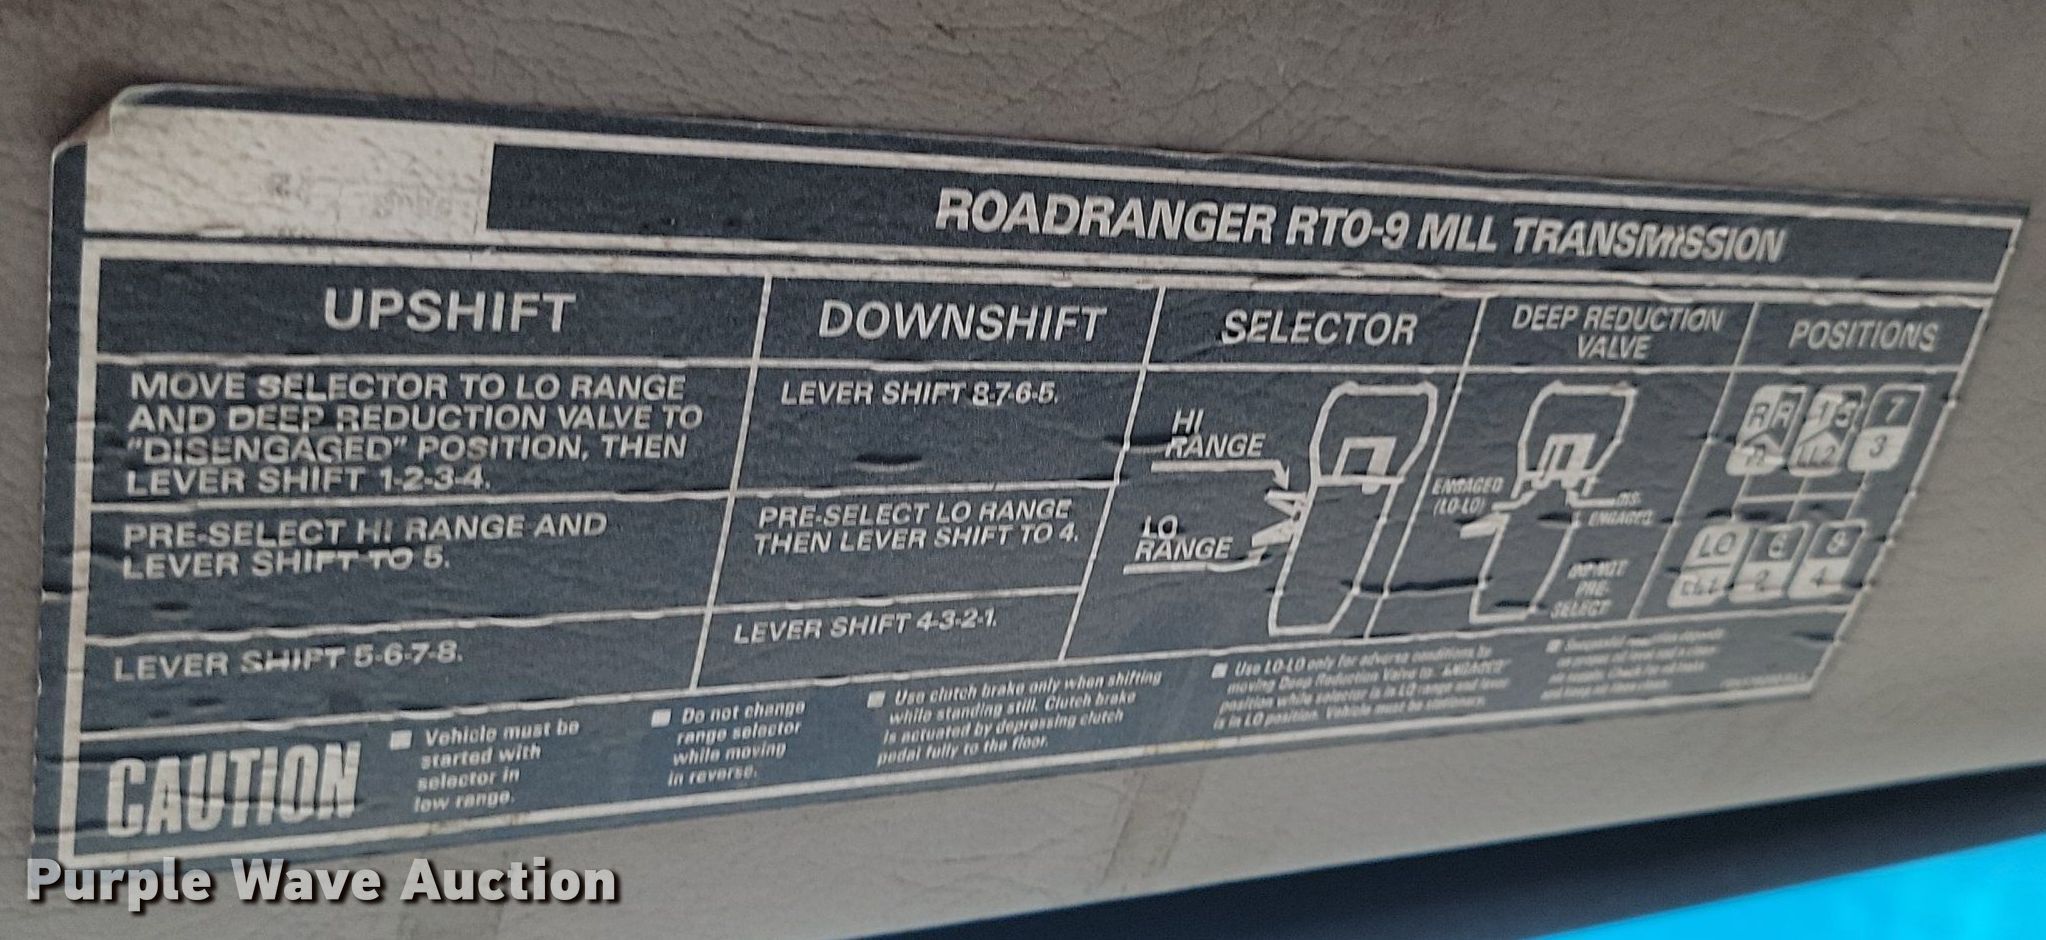 ROADRANGER RTO-9 MLL TRANSMISSION
UPSHIFT
MOVE SELECTOR TO LO RANGE
AND DEEP REDUCTION VALVE TO
"DISENGAGED" POSITION, THEN
LEVER SHIFT 1-2-3-4.
PRE-SELECT HI RANGE AND
LEVER SHIFT TO 5.
LEVER SHIFT 5-6-7-8.
DOWNSHIFT
LEVER SHIFT 8-7-6-5.
PRE-SELECT LO RANGE
THEN LEVER SHIFT TO 4.
LEVER SHIFT 4-3-2-1.
SELECTOR
HI
RANGE
LO
RANGE
DEEP REDUCTION
VALVE
ENGAGED
(LO-LO)
DIS-
ENGAGED
DO NOT
PRE-
SELECT
POSITIONS
R R 1 5 7
3
LO 6 8
2 4
CAUTION
Vehicle must be
started with
selector in
low range.
Do not change
range selector
while moving
in reverse.
Use clutch brake only when shifting
while standing still. Clutch brake
is actuated by depressing clutch
pedal fully to the floor.
Use LO-LO only for adverse conditions by
moving Deep Reduction Valve to "ENGAGED"
position while selector is in LO range and lever
is in LO position. Vehicle must be stationary.
Purple Wave Auction